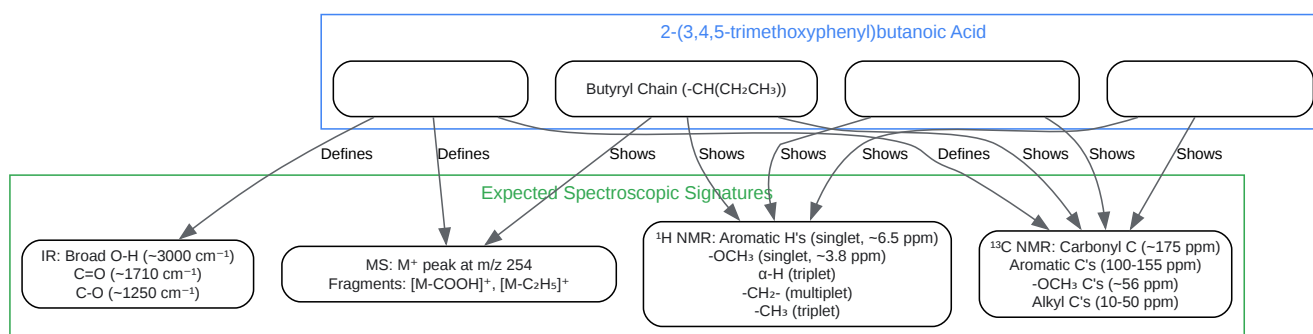 2-(3,4,5-trimethoxyphenyl)butanoic Acid
Butyryl Chain (-CH(CH₂CH₃))
Defines
Defines
Shows
Shows
Shows
Shows
Defines
Shows
Shows
Shows
Expected Spectroscopic Signatures
IR: Broad O-H (~3000 cm⁻¹)
C=O (~1710 cm⁻¹)
C-O (~1250 cm⁻¹)
MS: M⁺ peak at m/z 254
Fragments: [M-COOH]⁺, [M-C₂H₅]⁺
¹H NMR: Aromatic H's (singlet, ~6.5 ppm)
-OCH₃ (singlet, ~3.8 ppm)
α-H (triplet)
-CH₂- (multiplet)
-CH₃ (triplet)
¹³C NMR: Carbonyl C (~175 ppm)
Aromatic C's (100-155 ppm)
-OCH₃ C's (~56 ppm)
Alkyl C's (10-50 ppm)